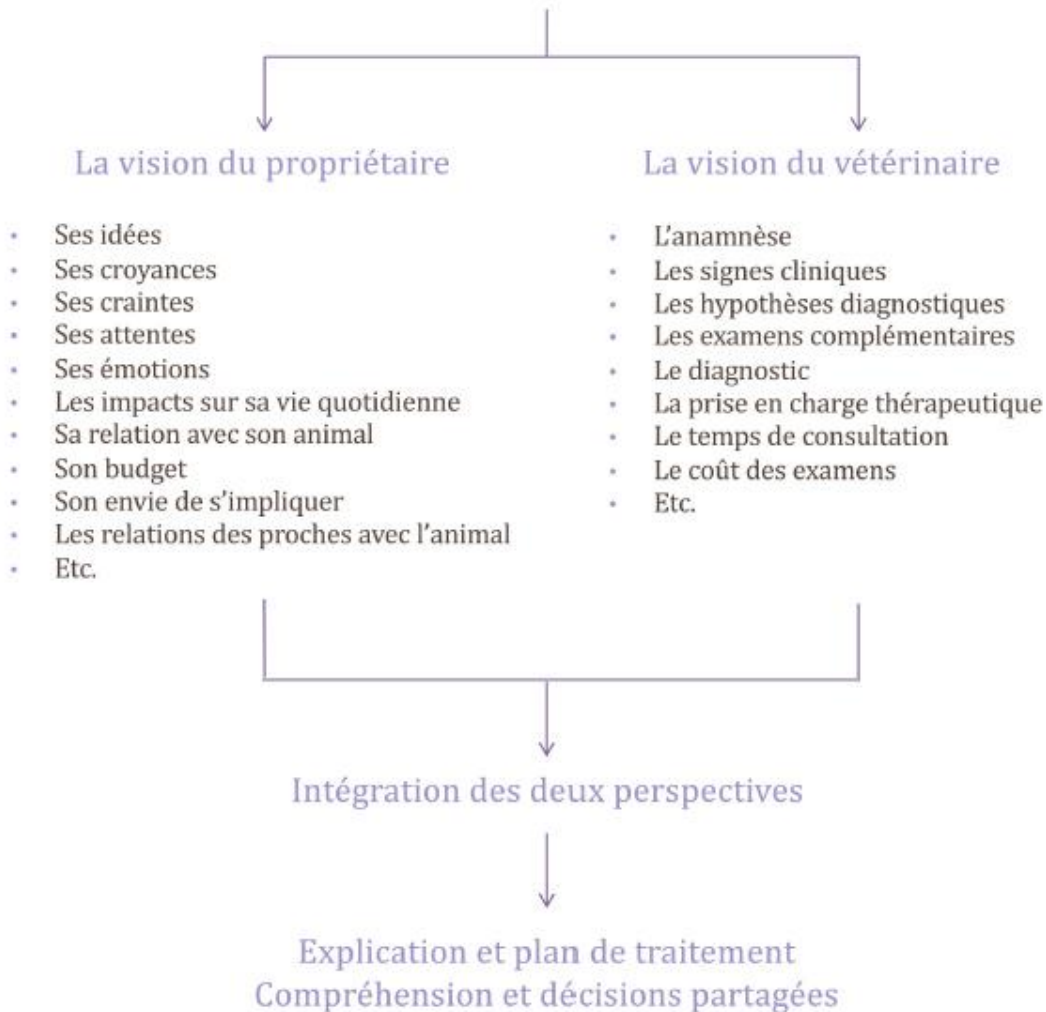 La vision du propriétaire
• Ses idées
• Ses croyances
• Ses craintes
• Ses attentes
• Ses émotions
• Les impacts sur sa vie quotidienne
• Sa relation avec son animal
• Son budget
• Son envie de s'impliquer
• Les relations des proches avec l'animal
• Etc.
La vision du vétérinaire
• L'anamnèse
• Les signes cliniques
• Les hypothèses diagnostiques
• Les examens complémentaires
• Le diagnostic
• La prise en charge thérapeutique
• Le temps de consultation
• Le coût des examens
• Etc.
Intégration des deux perspectives
Explication et plan de traitement
Compréhension et décisions partagées